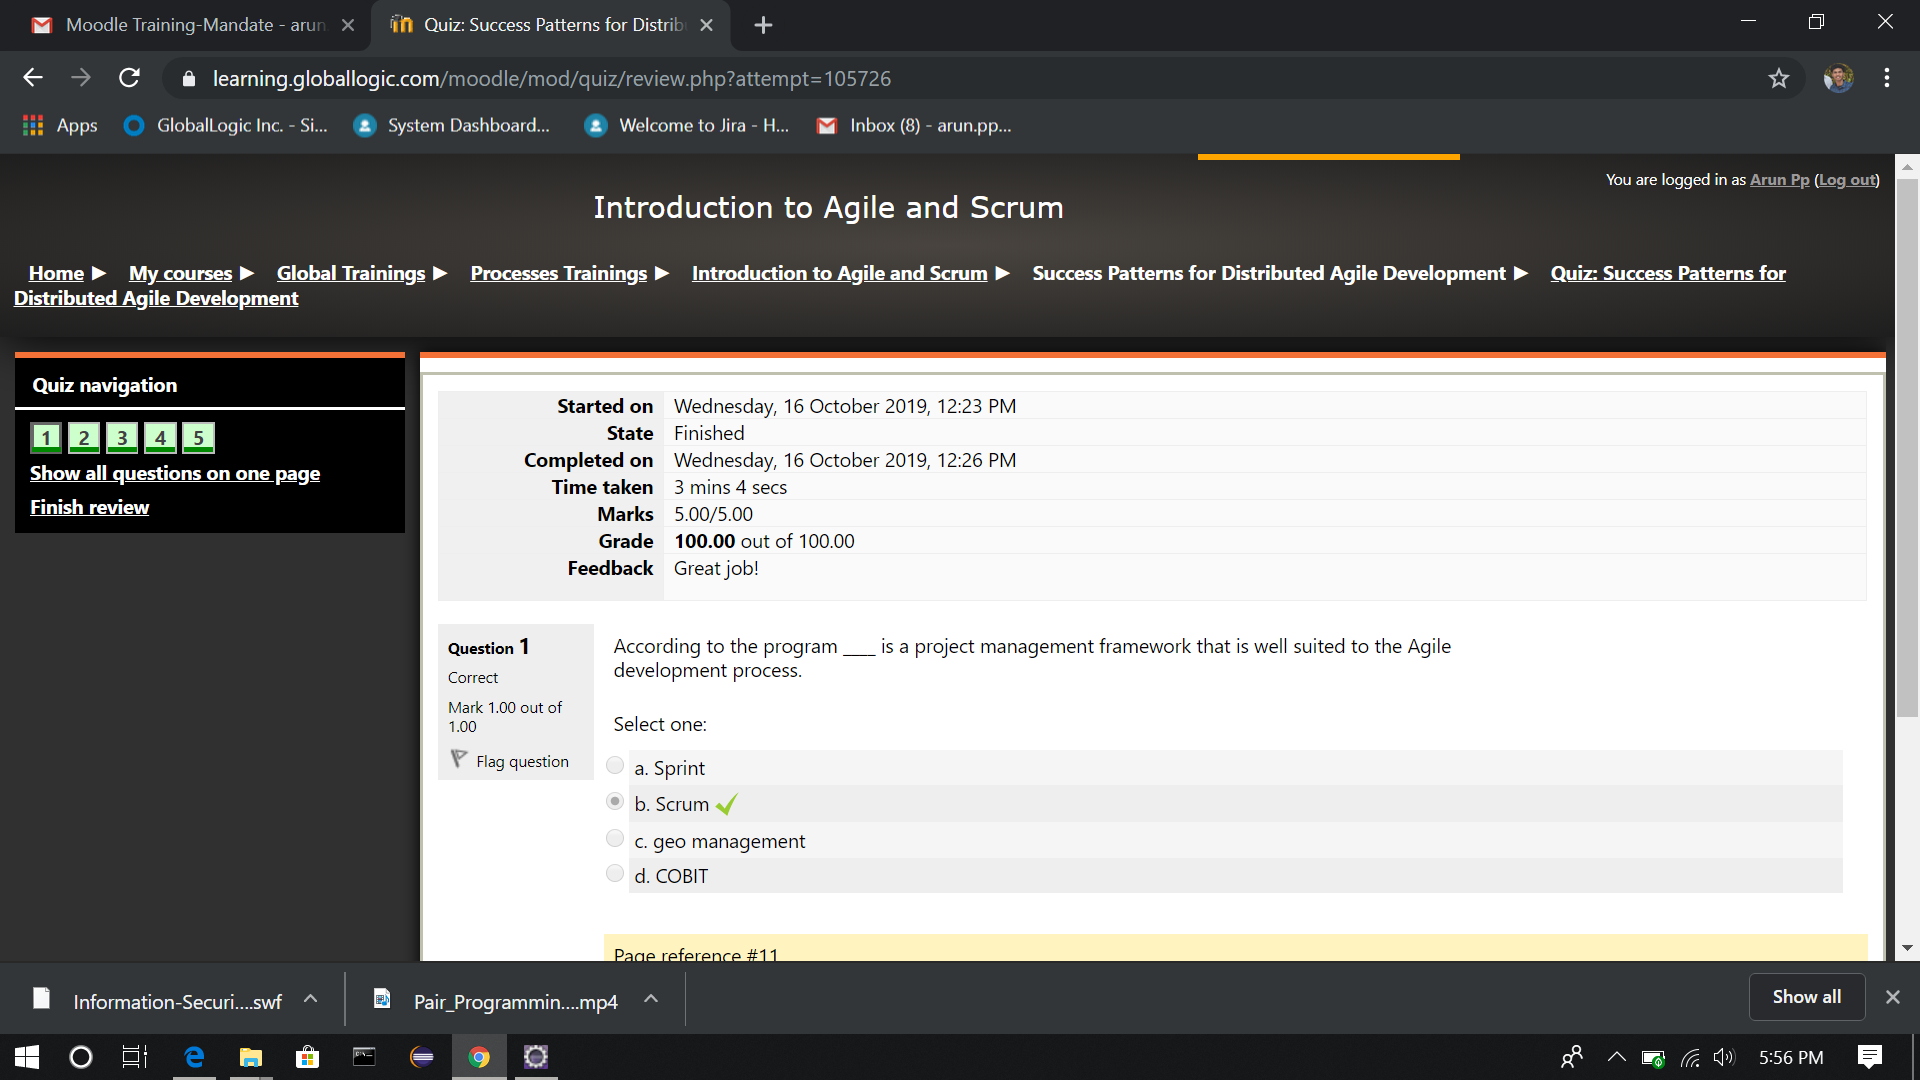 Moodle Training-Mandate - arun
Quiz: Success Patterns for Distrib
learning.globallogic.com/moodle/mod/quiz/review.php?attempt=105726
Apps
GlobalLogic Inc. - Si...
System Dashboard...
Welcome to Jira - H...
Inbox (8) - arun.pp...
You are logged in as Arun Pp (Log out)
Introduction to Agile and Scrum
Home ► My courses ► Global Trainings ► Processes Trainings ► Introduction to Agile and Scrum ► Success Patterns for Distributed Agile Development ► Quiz: Success Patterns for
Distributed Agile Development
Quiz navigation
1 2 3 4 5
Show all questions on one page
Finish review
Started on Wednesday, 16 October 2019, 12:23 PM
State Finished
Completed on Wednesday, 16 October 2019, 12:26 PM
Time taken 3 mins 4 secs
Marks 5.00/5.00
Grade 100.00 out of 100.00
Feedback Great job!
Question 1
Correct
Mark 1.00 out of
1.00
Flag question
According to the program ___ is a project management framework that is well suited to the Agile
development process.
Select one:
a. Sprint
b. Scrum
c. geo management
d. COBIT
Page reference #11
Information-Securi....swf
Pair_Programmin....mp4
Show all
5:56 PM